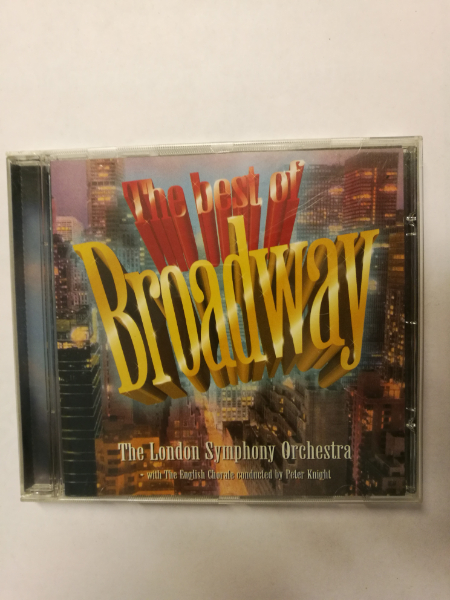 The best of
Broadway
The London Symphony Orchestra
- with The English Chorale conducted by Peter Knight